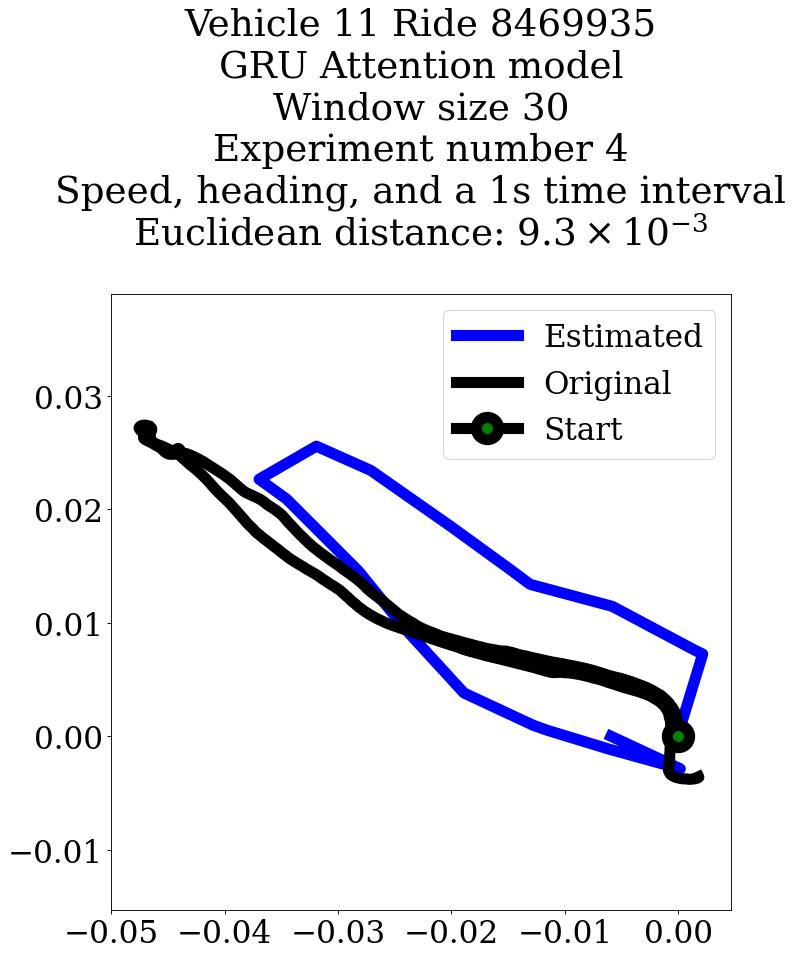 Vehicle 11 Ride 8469935
GRU Attention model
Window size 30
Experiment number 4
Speed, heading, and a 1s time interval
Euclidean distance: 9.3 × 10⁻³
Estimated
Original
Start
0.03
0.02
0.01
0.00
−0.01
−0.05 −0.04 −0.03 −0.02 −0.01 0.00